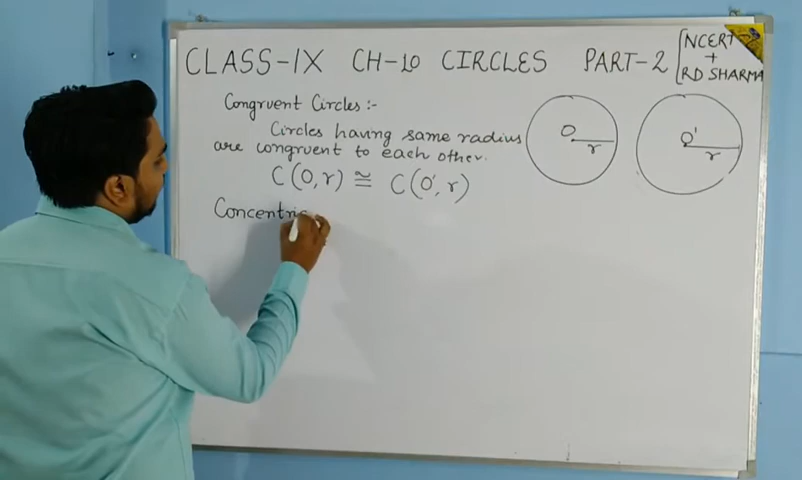 CLASS-IX CH-10 CIRCLES PART-2 [NCERT
+
RD SHARMA
Congruent Circles :-
Circles having same radius
are congruent to each other.
C(O, r) ≅ C(O', r)
Concentric
O
r
O'
r